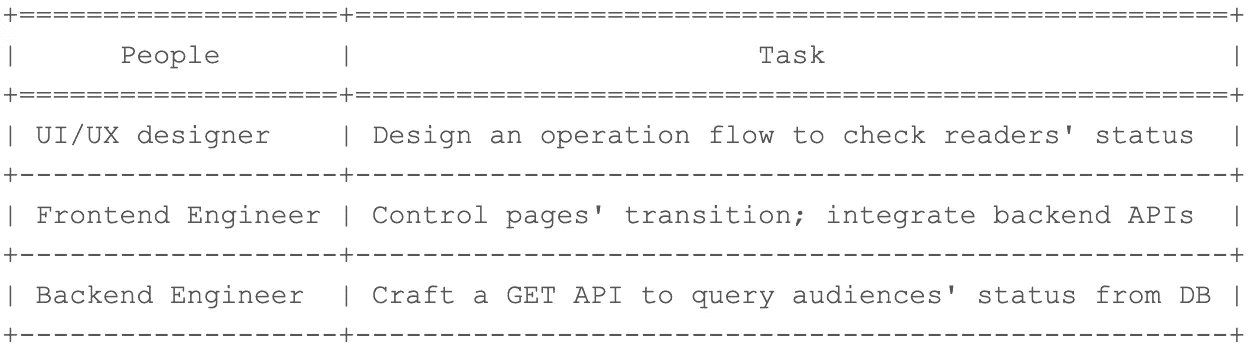 +===================+====================================================+
|      People       |                        Task                        |
+===================+====================================================+
| UI/UX designer    | Design an operation flow to check readers' status  |
+-------------------+----------------------------------------------------+
| Frontend Engineer | Control pages' transition; integrate backend APIs  |
+-------------------+----------------------------------------------------+
| Backend Engineer  | Craft a GET API to query audiences' status from DB |
+-------------------+----------------------------------------------------+